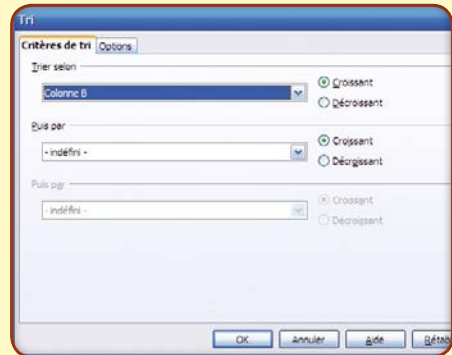 Tri
Critères de tri Options
Trier selon
Colonne B
Croissant
Décroissant
Puis par
- indéfini -
Croissant
Décroissant
Puis par
- indéfini -
Croissant
Décroissant
OK Annuler Aide Rétab